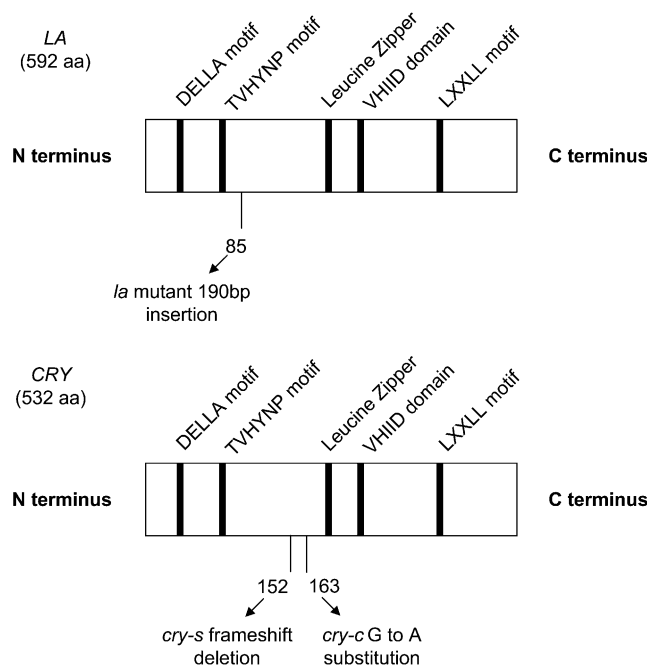 LA
(592 aa)
DELLA motif
TVHYNP motif
Leucine Zipper
VHIID domain
LXXLL motif
N terminus
C terminus
85
la mutant 190bp
insertion
CRY
(532 aa)
DELLA motif
TVHYNP motif
Leucine Zipper
VHIID domain
LXXLL motif
N terminus
C terminus
152
163
cry-s frameshift
deletion
cry-c G to A
substitution